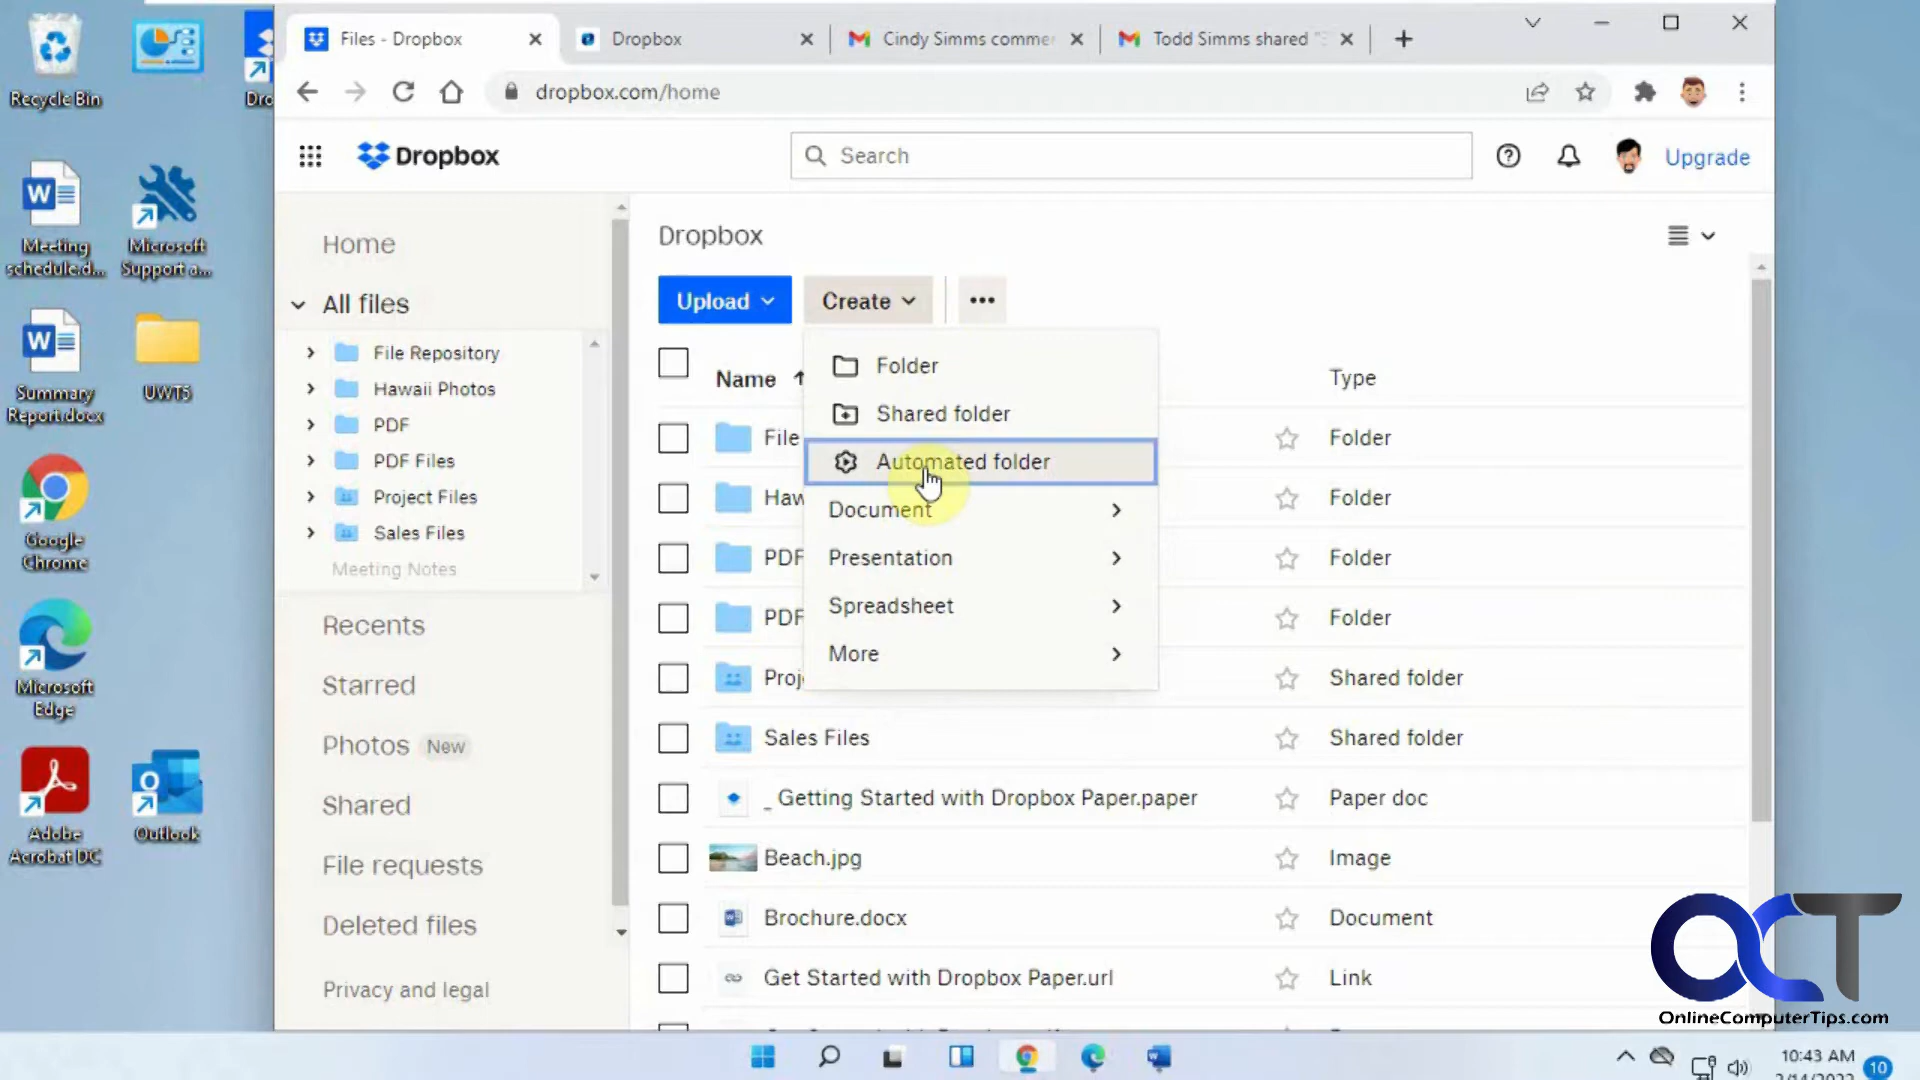 Recycle Bin
Dro
Meeting
schedule.d...
Microsoft
Support a...
Summary
Report.docx
UWT5
Google
Chrome
Microsoft
Edge
Adobe
Acrobat DC
Outlook
Files - Dropbox
Dropbox
Cindy Simms commen
Todd Simms shared "
dropbox.com/home
Dropbox
Search
Upgrade
Home
All files
File Repository
Hawaii Photos
PDF
PDF Files
Project Files
Sales Files
Meeting Notes
Recents
Starred
Photos New
Shared
File requests
Deleted files
Privacy and legal
Dropbox
Upload
Create
Folder
Shared folder
Automated folder
Document
Presentation
Spreadsheet
More
Name
Type
File
Folder
Haw
Folder
PDF
Folder
PDF
Folder
Proj
Shared folder
Sales Files
Shared folder
_ Getting Started with Dropbox Paper.paper
Paper doc
Beach.jpg
Image
Brochure.docx
Document
Get Started with Dropbox Paper.url
Link
OCT
OnlineComputerTips.com
10:43 AM
10